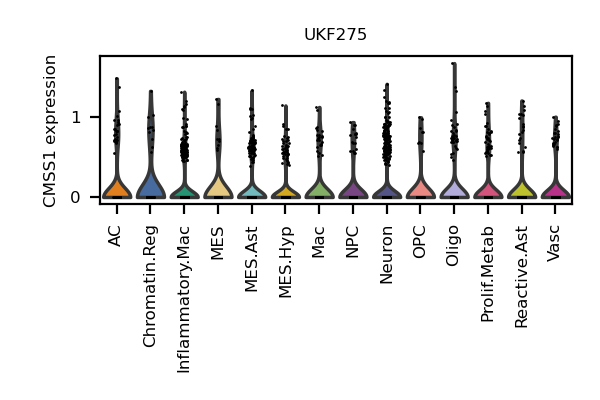 UKF275
CMSS1 expression
1
0
AC
Chromatin.Reg
Inflammatory.Mac
MES
MES.Ast
MES.Hyp
Mac
NPC
Neuron
OPC
Oligo
Prolif.Metab
Reactive.Ast
Vasc